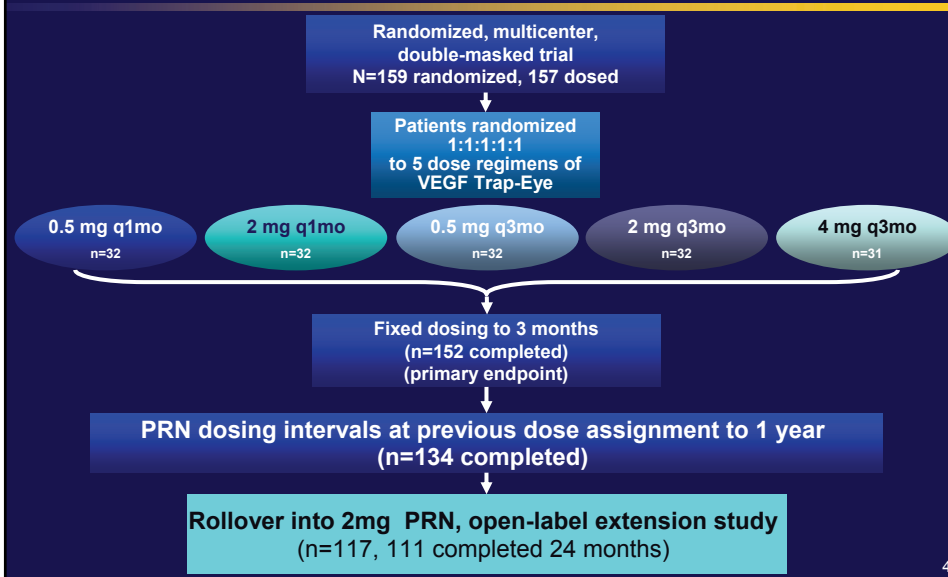 Randomized, multicenter,
double-masked trial
N=159 randomized, 157 dosed
Patients randomized
1:1:1:1:1
to 5 dose regimens of
VEGF Trap-Eye
0.5 mg q1mo
n=32
2 mg q1mo
n=32
0.5 mg q3mo
n=32
2 mg q3mo
n=32
4 mg q3mo
n=31
Fixed dosing to 3 months
(n=152 completed)
(primary endpoint)
PRN dosing intervals at previous dose assignment to 1 year
(n=134 completed)
Rollover into 2mg PRN, open-label extension study
(n=117, 111 completed 24 months)
4